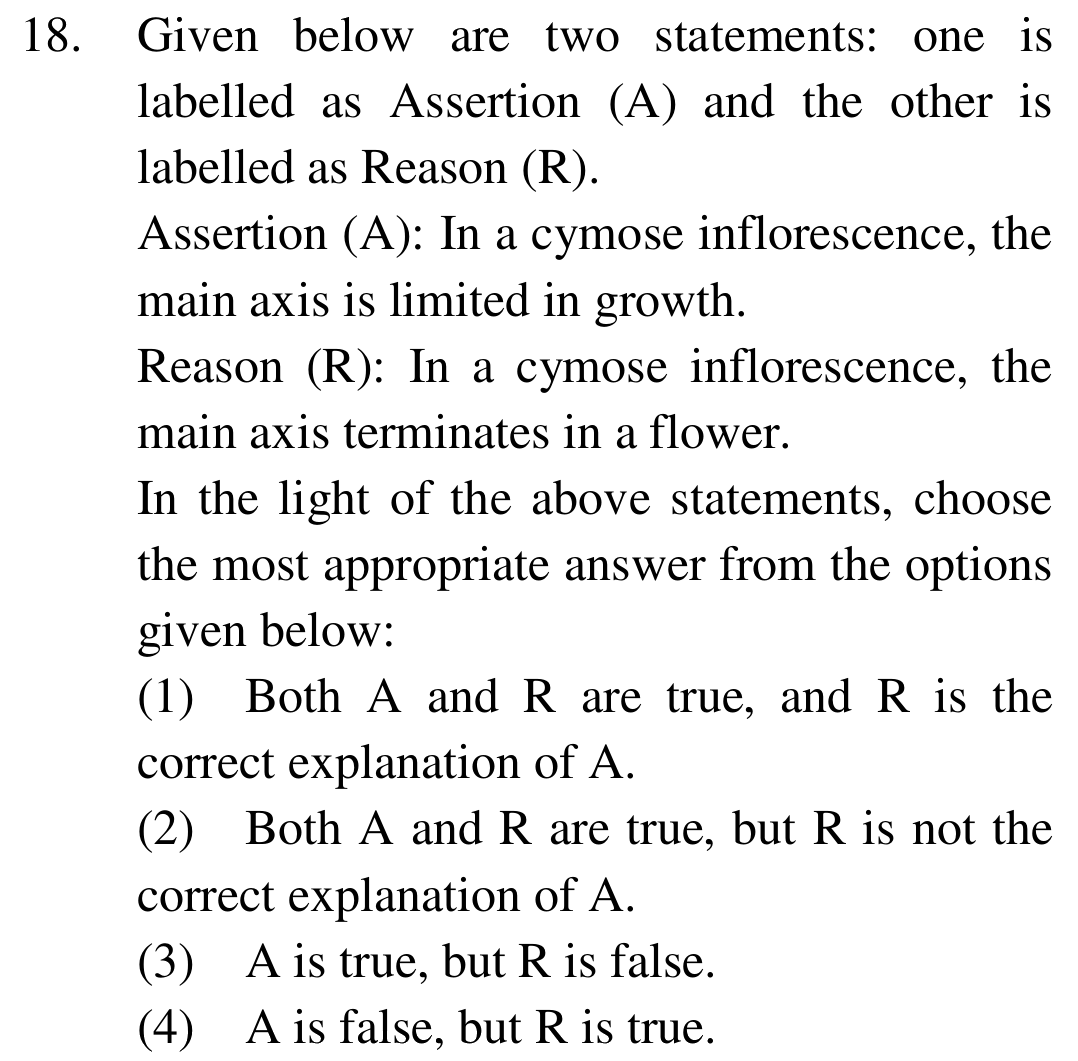 18. Given below are two statements: one is
labelled as Assertion (A) and the other is
labelled as Reason (R).
Assertion (A): In a cymose inflorescence, the
main axis is limited in growth.
Reason (R): In a cymose inflorescence, the
main axis terminates in a flower.
In the light of the above statements, choose
the most appropriate answer from the options
given below:
(1) Both A and R are true, and R is the
correct explanation of A.
(2) Both A and R are true, but R is not the
correct explanation of A.
(3) A is true, but R is false.
(4) A is false, but R is true.